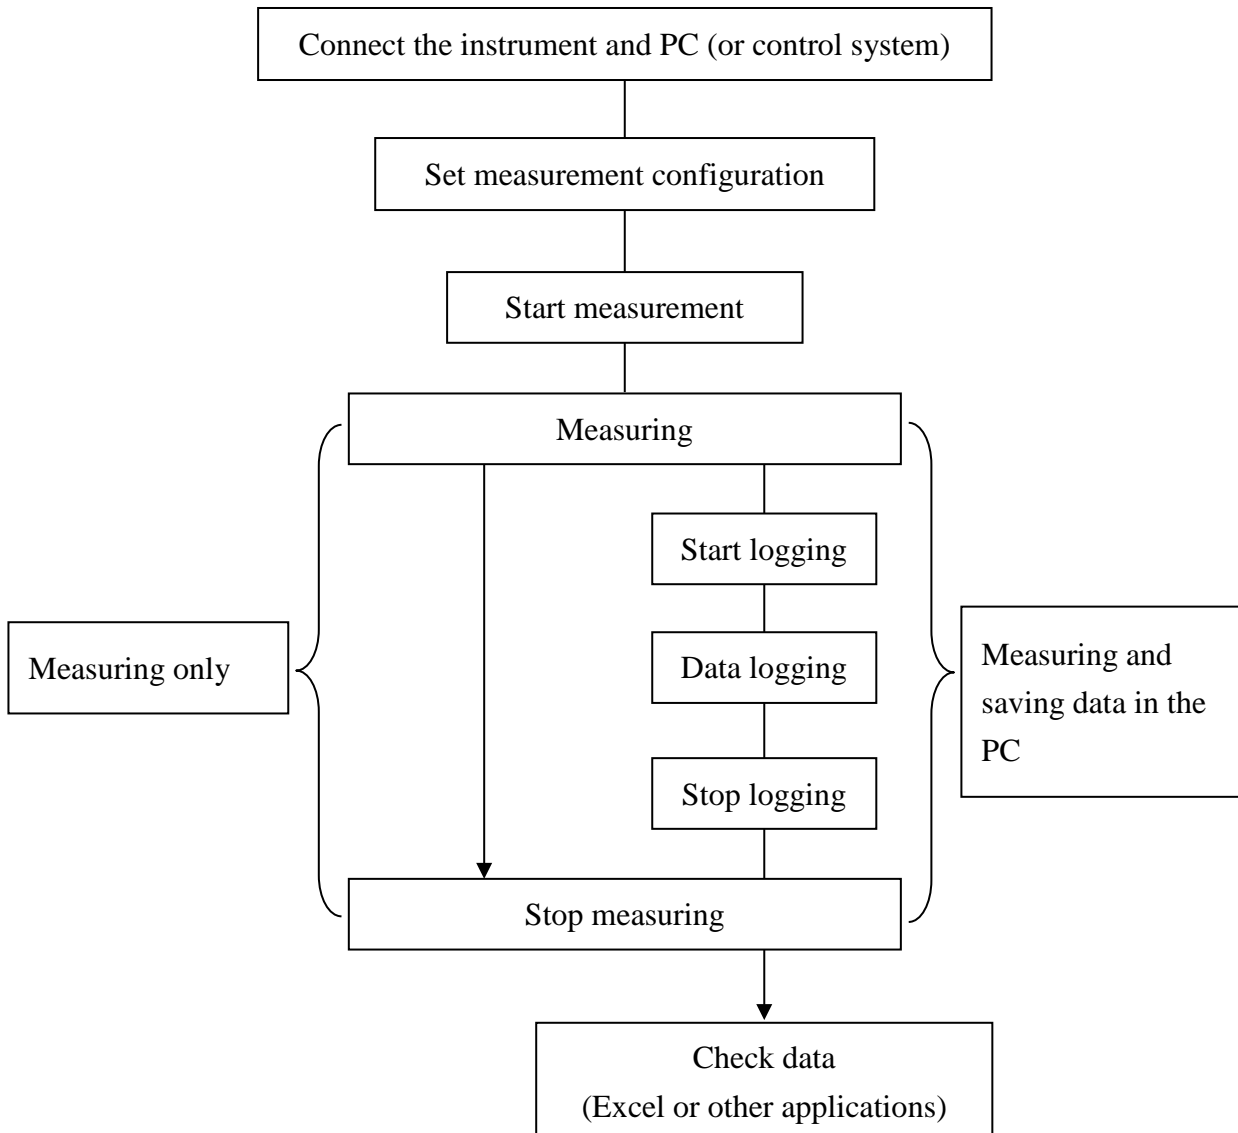 Connect the instrument and PC (or control system)
Set measurement configuration
Start measurement
Measuring
Start logging
Measuring only
Data logging
Measuring and
saving data in the
PC
Stop logging
Stop measuring
Check data
(Excel or other applications)